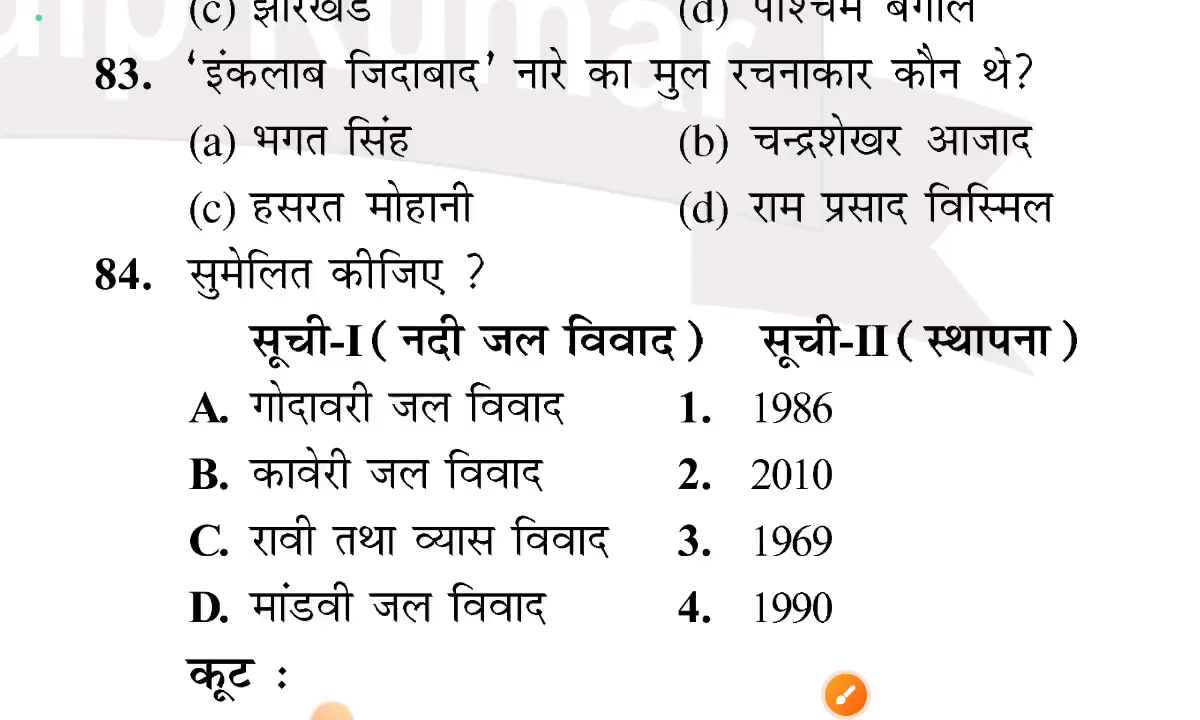 (c) झारखंड (d) पश्चिम बंगाल
83. ‘इंकलाब जिदाबाद’ नारे का मुल रचनाकार कौन थे?
(a) भगत सिंह (b) चन्द्रशेखर आजाद
(c) हसरत मोहानी (d) राम प्रसाद विस्मिल
84. सुमेलित कीजिए ?
सूची-I ( नदी जल विवाद ) सूची-II ( स्थापना )
A. गोदावरी जल विवाद 1. 1986
B. कावेरी जल विवाद 2. 2010
C. रावी तथा व्यास विवाद 3. 1969
D. मांडवी जल विवाद 4. 1990
कूट :